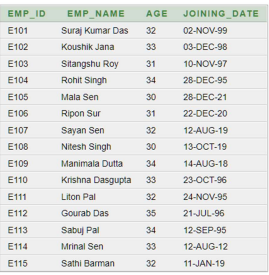 EMP_ID EMP_NAME AGE JOINING_DATE
E101 Suraj Kumar Das 32 02-NOV-99
E102 Koushik Jana 33 03-DEC-98
E103 Sitangshu Roy 31 10-NOV-97
E104 Rohit Singh 34 28-DEC-95
E105 Mala Sen 30 28-DEC-21
E106 Ripon Sur 31 22-DEC-20
E107 Sayan Sen 32 12-AUG-19
E108 Nitesh Singh 30 13-OCT-19
E109 Manimala Dutta 34 14-AUG-18
E110 Krishna Dasgupta 33 23-OCT-96
E111 Liton Pal 32 24-NOV-95
E112 Gourab Das 35 21-JUL-96
E113 Sabuj Pal 34 12-SEP-95
E114 Mrinal Sen 33 12-AUG-12
E115 Sathi Barman 32 11-JAN-19